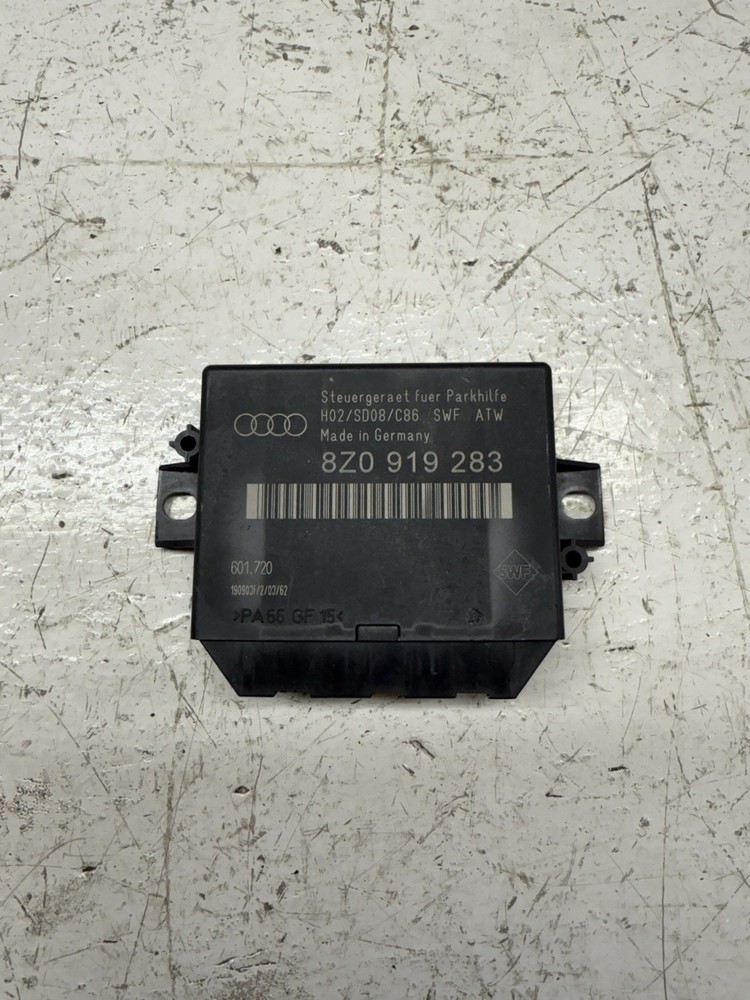 Steuergeraet fuer Parkhilfe
H02/SD08/C86 SWF ATW
Made in Germany
8Z0 919 283
601.720
SWF
>PA66 GF 15<